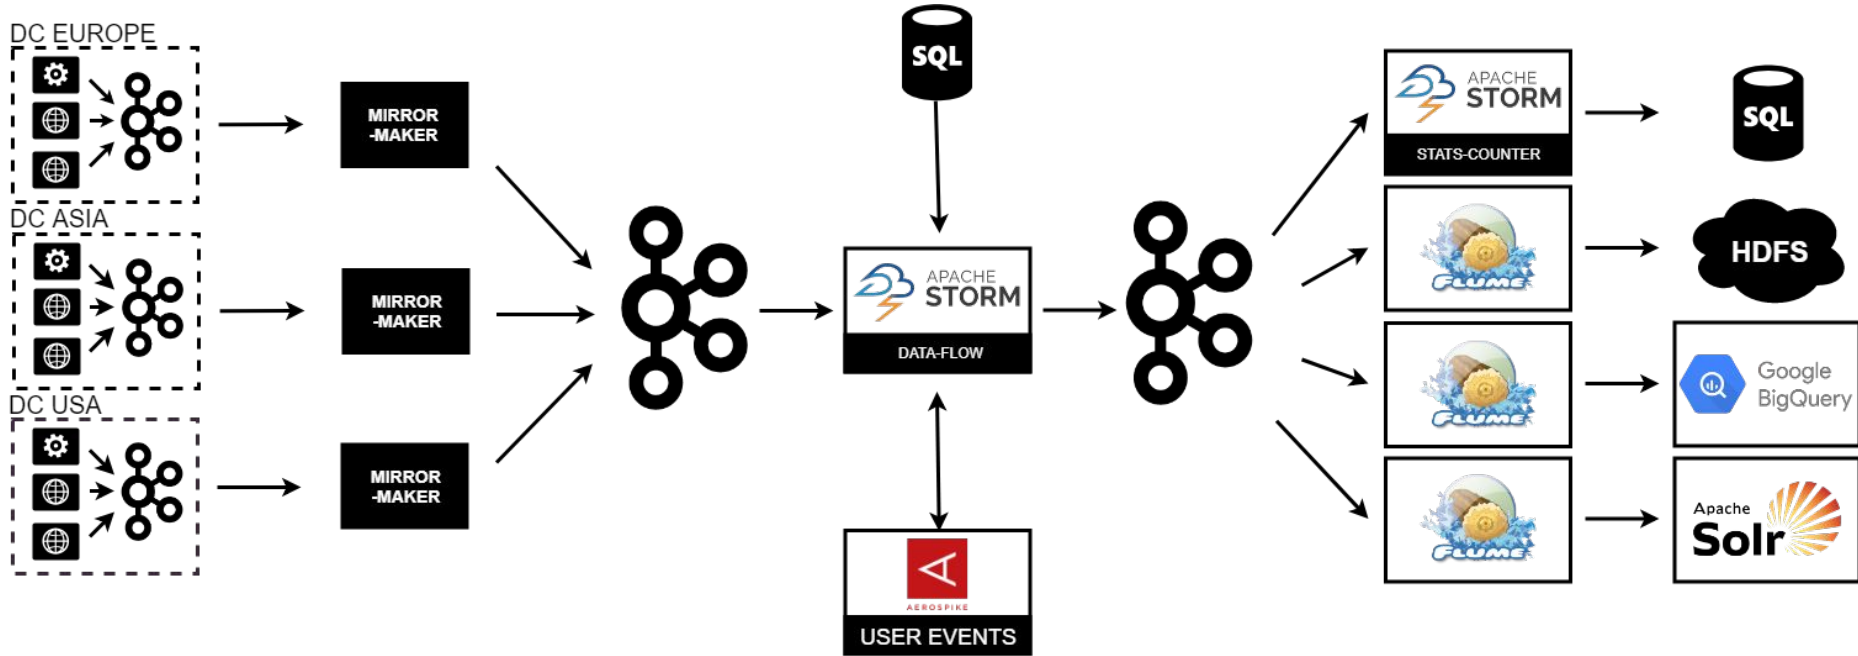 DC EUROPE
MIRROR
-MAKER
DC ASIA
MIRROR
-MAKER
DC USA
MIRROR
-MAKER
SQL
APACHE
STORM
DATA-FLOW
AEROSPIKE
USER EVENTS
APACHE
STORM
STATS-COUNTER
SQL
FLUME
HDFS
FLUME
Google
BigQuery
FLUME
Apache
Solr